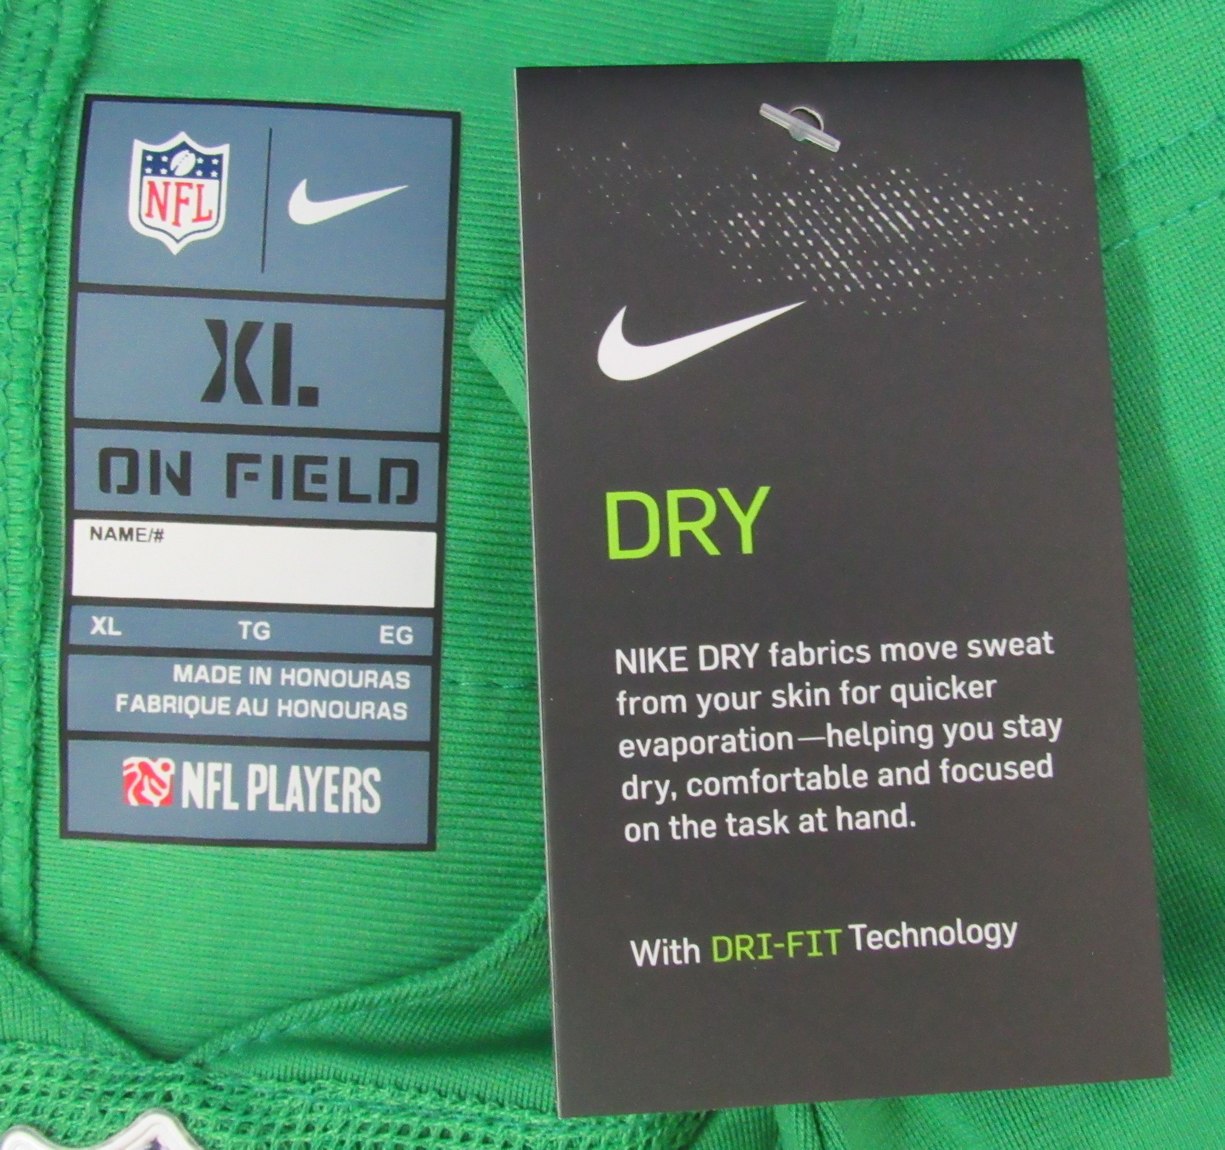 NFL
XL
ON FIELD
NAME/#
XL TG EG
MADE IN HONOURAS
FABRIQUE AU HONOURAS
NFL PLAYERS
DRY
NIKE DRY fabrics move sweat
from your skin for quicker
evaporation—helping you stay
dry, comfortable and focused
on the task at hand.
With DRI-FIT Technology